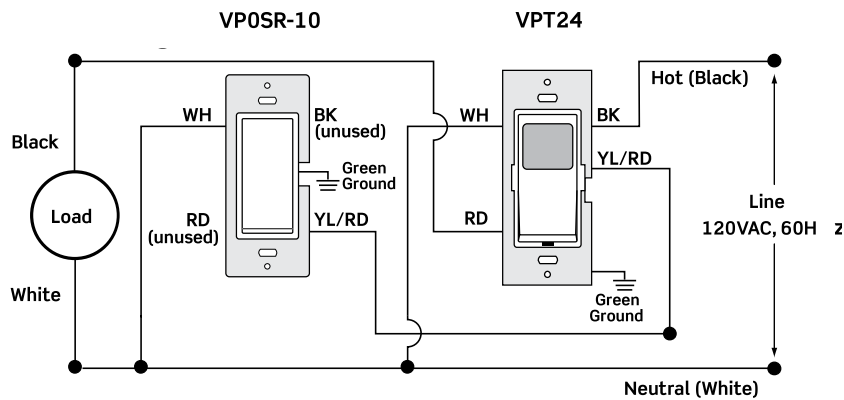 VP0SR-10
VPT24
Hot (Black)
WH
BK
(unused)
WH
BK
Black
YL/RD
Green
Ground
Load
Line
120VAC, 60H z
RD
(unused)
YL/RD
RD
White
Green
Ground
Neutral (White)